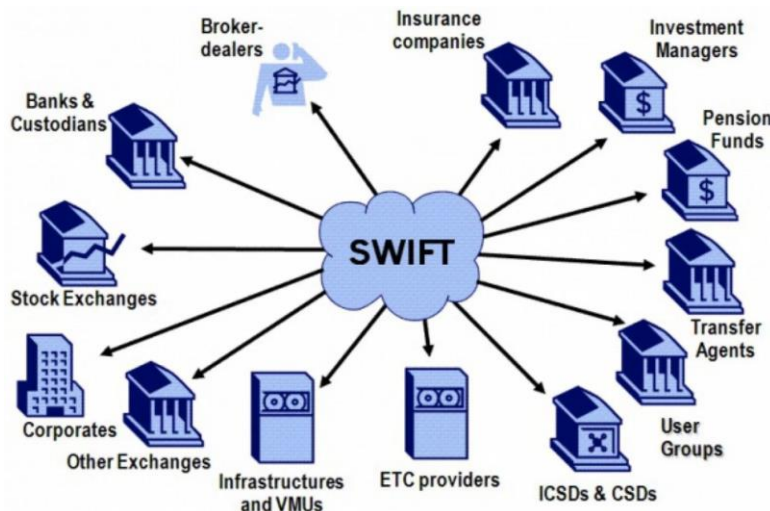 Broker-
dealers
Insurance
companies
Investment
Managers
Banks &
Custodians
Pension
Funds
$
$
SWIFT
Stock Exchanges
Transfer
Agents
Corporates
Other Exchanges
Infrastructures
and VMUs
ETC providers
ICSDs & CSDs
User
Groups